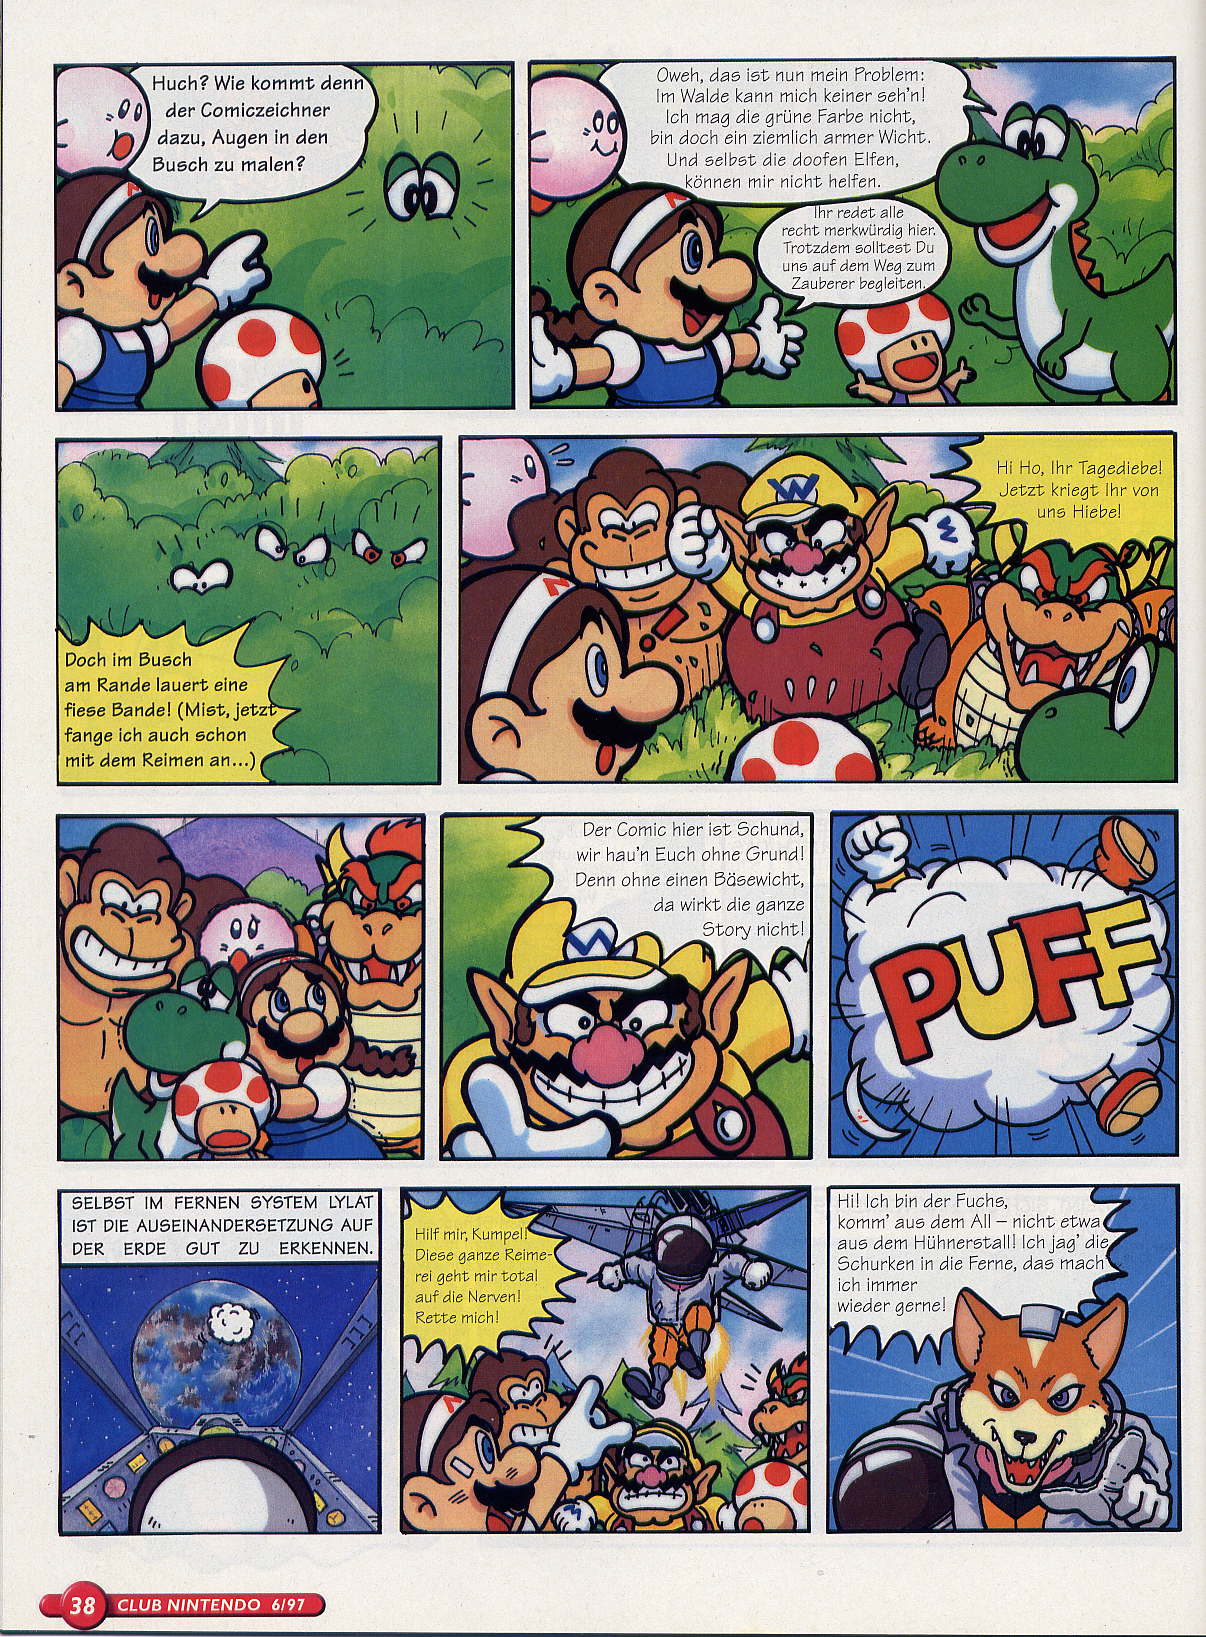 Huch? Wie kommt denn
der Comiczeichner
dazu, Augen in den
Busch zu malen?
Oweh, das ist nun mein Problem:
Im Walde kann mich keiner seh'n!
Ich mag die grüne Farbe nicht,
bin doch ein ziemlich armer Wicht.
Und selbst die doofen Elfen,
können mir nicht helfen.
Ihr redet alle
recht merkwürdig hier.
Trotzdem solltest Du
uns auf dem Weg zum
Zauberer begleiten.
Doch im Busch
am Rande lauert eine
fiese Bande! (Mist, jetzt
fange ich auch schon
mit dem Reimen an...)
Hi Ho, Ihr Tagediebe!
Jetzt kriegt Ihr von
uns Hiebe!
W
W
Der Comic hier ist Schund,
wir hau'n Euch ohne Grund!
Denn ohne einen Bäsewicht,
da wirkt die ganze
Story nicht!
W
PUFF
SELBST IM FERNEN SYSTEM LYLAT
IST DIE AUSEINANDERSETZUNG AUF
DER ERDE GUT ZU ERKENNEN.
Hilf mir, Kumpel!
Diese ganze Reime-
rei geht mir total
auf die Nerven!
Rette mich!
Hi! Ich bin der Fuchs,
komm' aus dem All – nicht etwa
aus dem Hühnerstall! Ich jag' die
Schurken in die Ferne, das mach'
ich immer
wieder gerne!
38 CLUB NINTENDO 6/97